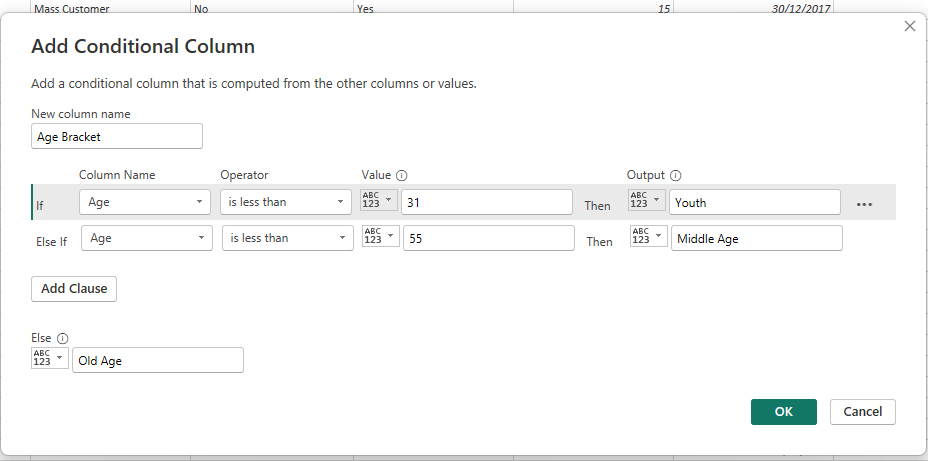 Mass Customer No Yes 15 30/12/2017
Add Conditional Column
Add a conditional column that is computed from the other columns or values.
New column name
Age Bracket
Column Name Operator Value Output
If Age is less than ABC 123 31 Then ABC 123 Youth ...
Else If Age is less than ABC 123 55 Then ABC 123 Middle Age
Add Clause
Else
ABC 123 Old Age
OK Cancel